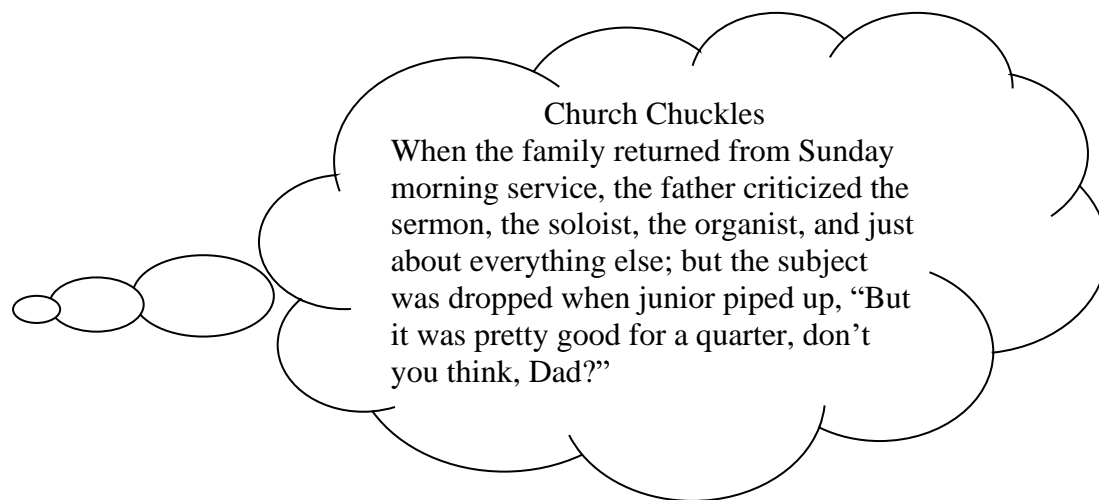 Church Chuckles
When the family returned from Sunday
morning service, the father criticized the
sermon, the soloist, the organist, and just
about everything else; but the subject
was dropped when junior piped up, “But
it was pretty good for a quarter, don’t
you think, Dad?”